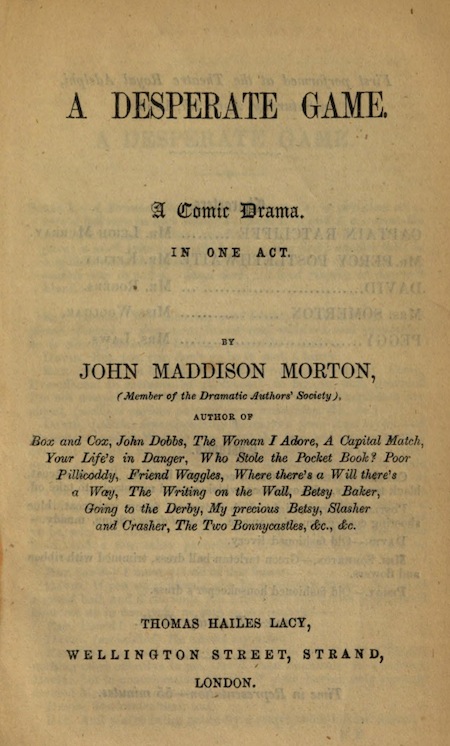 A DESPERATE GAME.
A Comic Drama.
IN ONE ACT.
BY
JOHN MADDISON MORTON,
(Member of the Dramatic Authors' Society),
AUTHOR OF
Box and Cox, John Dobbs, The Woman I Adore, A Capital Match,
Your Life's in Danger, Who Stole the Pocket Book? Poor
Pillicoddy, Friend Waggles, Where there's a Will there's
a Way, The Writing on the Wall, Betsy Baker,
Going to the Derby, My precious Betsy, Slasher
and Crasher, The Two Bonnycastles, &c., &c.
THOMAS HAILES LACY,
WELLINGTON STREET, STRAND,
LONDON.